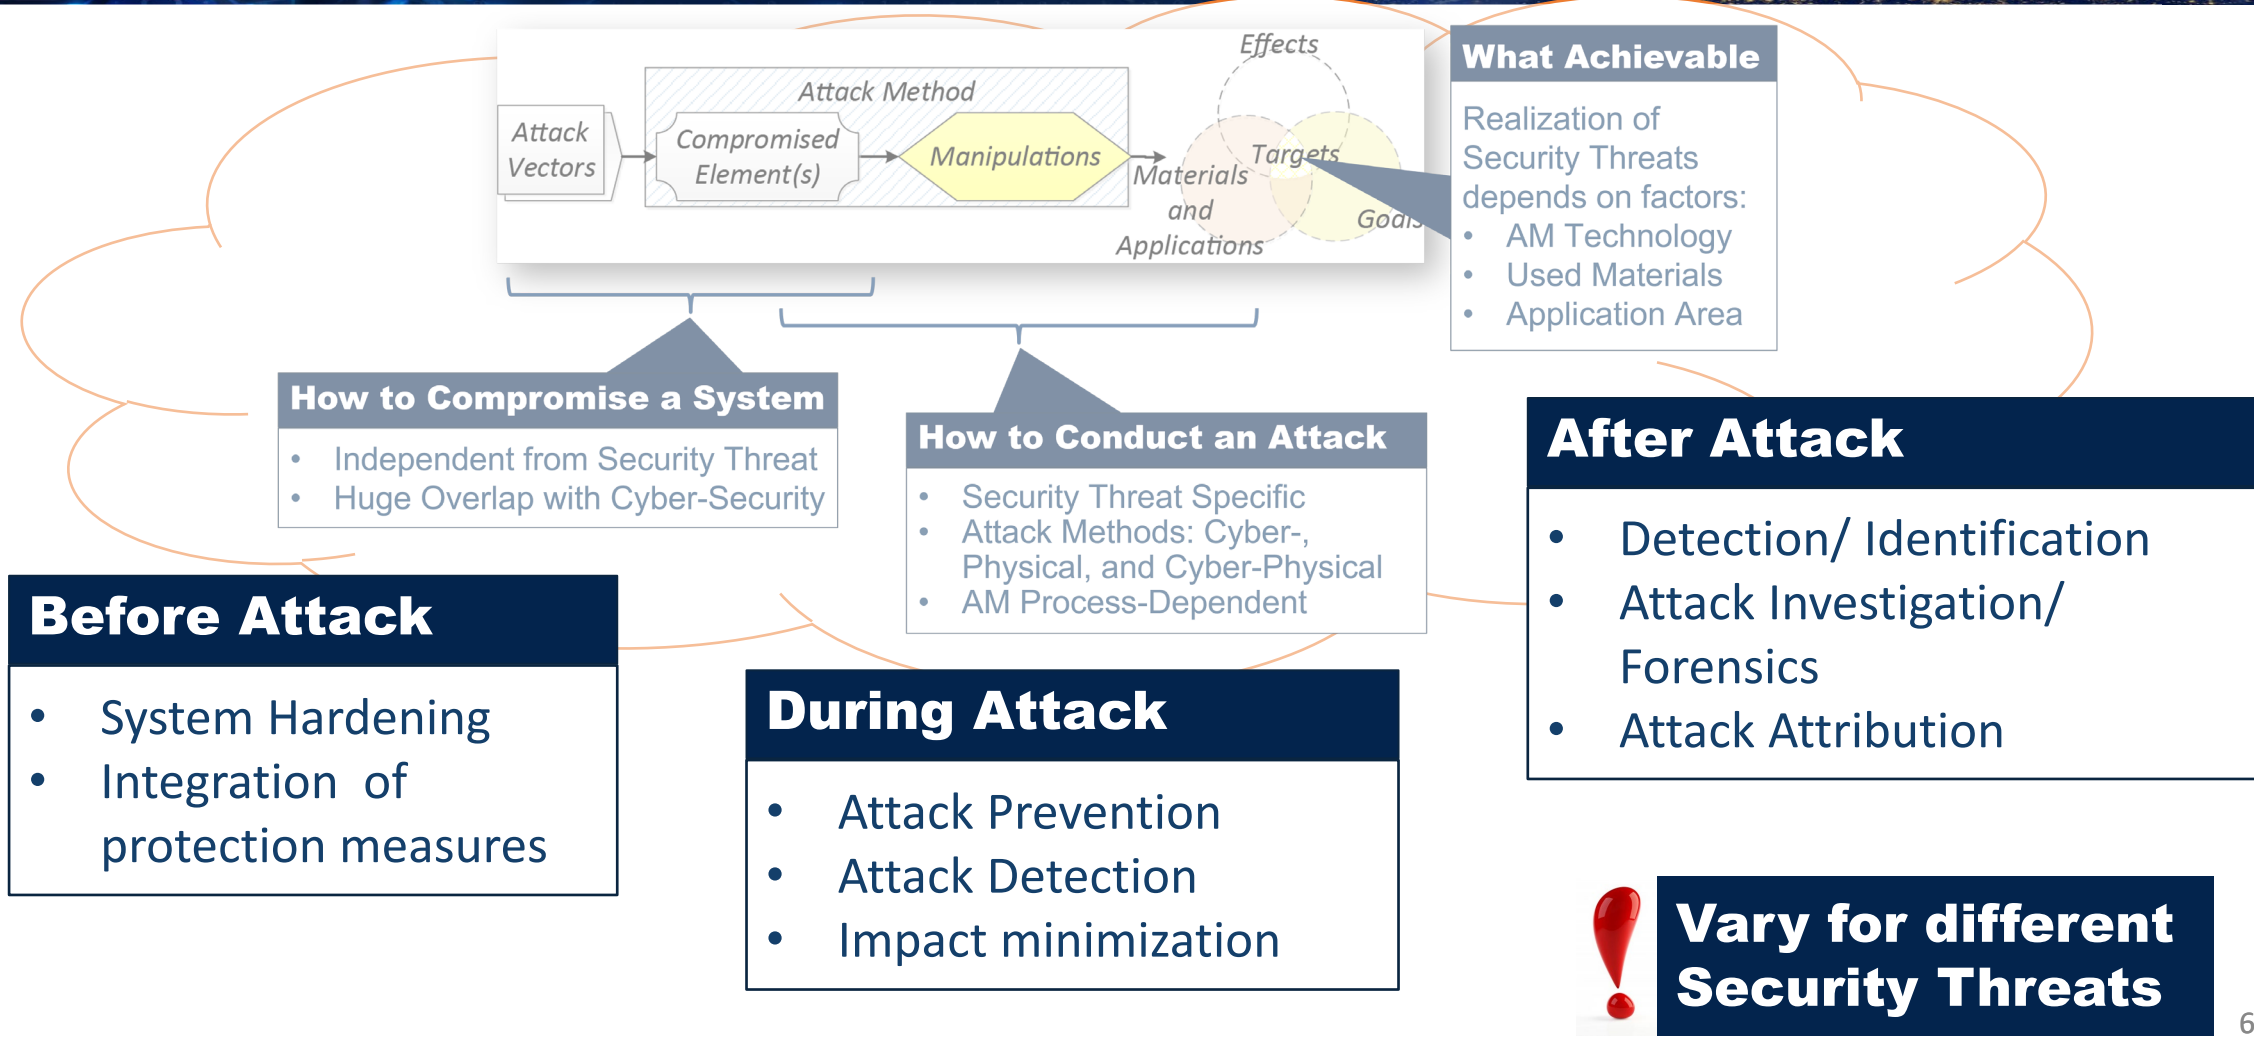 Effects
Attack Method
Attack
Vectors
Compromised
Element(s)
Manipulations
Targets
Materials
and
Applications
Goals
What Achievable
Realization of
Security Threats
depends on factors:
• AM Technology
• Used Materials
• Application Area
How to Compromise a System
• Independent from Security Threat
• Huge Overlap with Cyber-Security
How to Conduct an Attack
• Security Threat Specific
• Attack Methods: Cyber-,
Physical, and Cyber-Physical
• AM Process-Dependent
Before Attack
• System Hardening
• Integration of
protection measures
During Attack
• Attack Prevention
• Attack Detection
• Impact minimization
After Attack
• Detection/ Identification
• Attack Investigation/
Forensics
• Attack Attribution
Vary for different
Security Threats
6